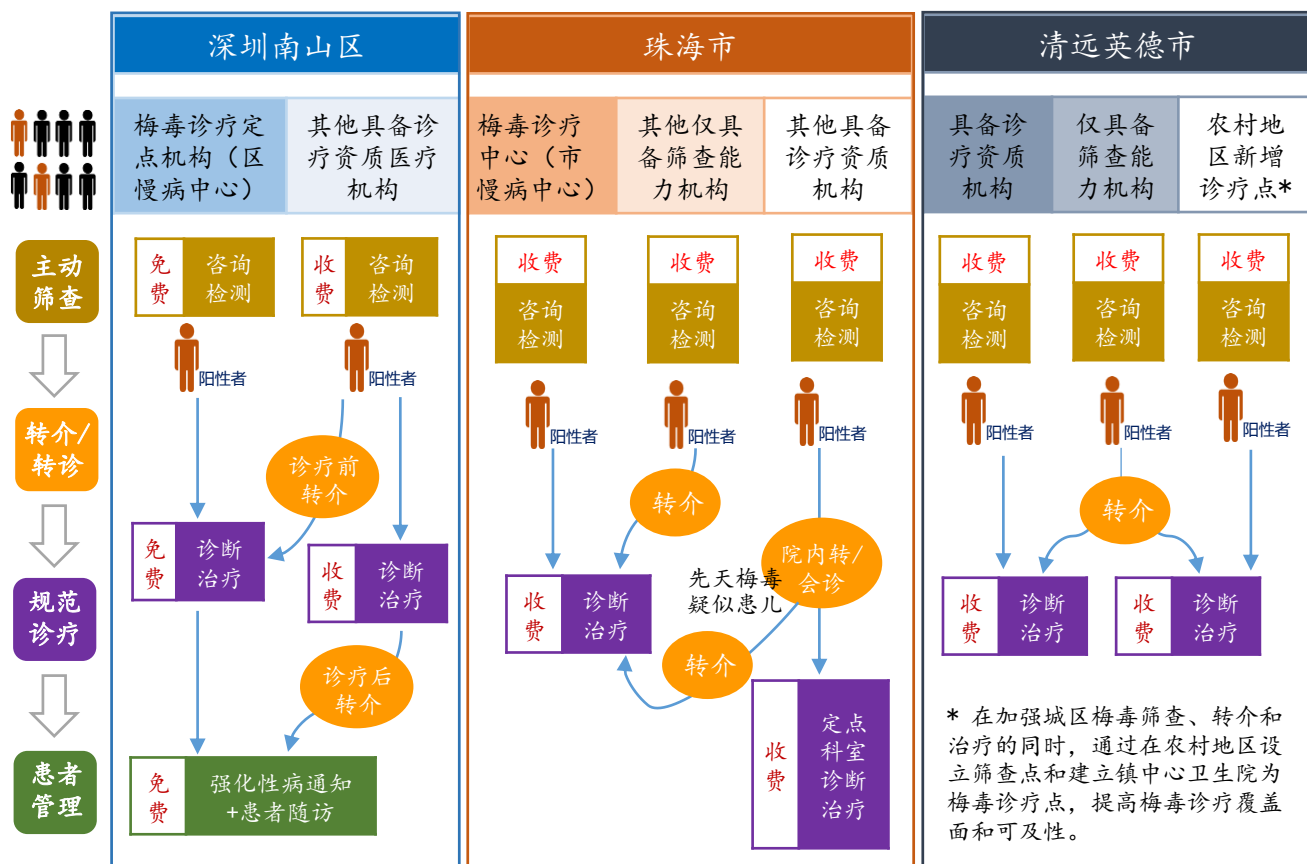 深圳南山区
珠海市
清远英德市
梅毒诊疗定
点机构（区
慢病中心）
其他具备诊
疗资质医疗
机构
梅毒诊疗
中心（市
慢病中心）
其他仅具
备筛查能
力机构
其他具备
诊疗资质
机构
具备诊
疗资质
机构
仅具备
筛查能
力机构
农村地
区新增
诊疗点*
主动
筛查
免
费
咨询
检测
收
费
咨询
检测
收费
咨询
检测
收费
咨询
检测
收费
咨询
检测
收费
咨询
检测
收费
咨询
检测
收费
咨询
检测
阳性者
阳性者
阳性者
阳性者
阳性者
阳性者
阳性者
阳性者
转介/
转诊
诊疗前
转介
转介
院内转/
会诊
转介
先天梅毒
疑似患儿
规范
诊疗
免
费
诊断
治疗
收
费
诊断
治疗
收
费
诊断
治疗
收
费
诊断
治疗
收
费
诊断
治疗
诊疗后
转介
转介
收
费
定点
科室
诊断
治疗
患者
管理
免
费
强化性病通知
+患者随访
* 在加强城区梅毒筛查、转介和
治疗的同时，通过在农村地区设
立筛查点和建立镇中心卫生院为
梅毒诊疗点，提高梅毒诊疗覆盖
面和可及性。